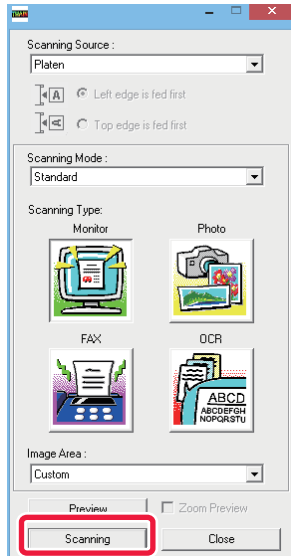 Scanning Source :
Platen
A
Left edge is fed first
A
Top edge is fed first
Scanning Mode :
Standard
Scanning Type:
Monitor Photo
FAX OCR
ABCD
ABCDEFGH
NOPQRSTU
Image Area :
Custom
Preview Zoom Preview
Scanning Close